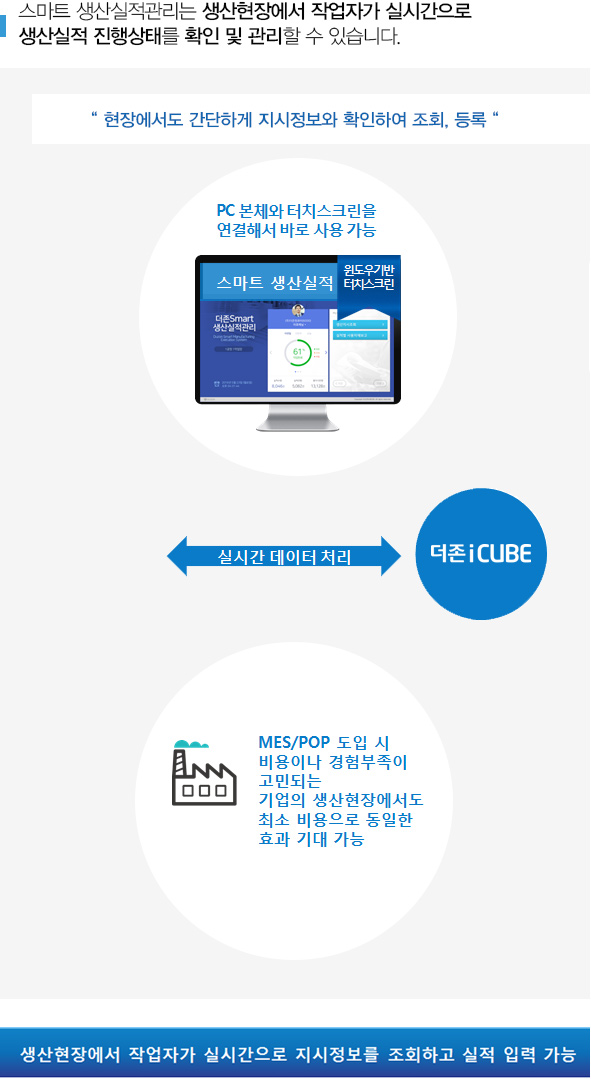 스마트 생산실적관리는 생산현장에서 작업자가 실시간으로
생산실적 진행상태를 확인 및 관리할 수 있습니다.
“ 현장에서도 간단하게 지시정보와 확인하여 조회, 등록 “
PC 본체와 터치스크린을
연결해서 바로 사용 가능
스마트 생산실적
윈도우기반
터치스크린
더존Smart
생산실적관리
61%
실시간 데이터 처리
더존 iCUBE
MES/POP 도입 시
비용이나 경험부족이
고민되는
기업의 생산현장에서도
최소 비용으로 동일한
효과 기대 가능
생산현장에서 작업자가 실시간으로 지시정보를 조회하고 실적 입력 가능